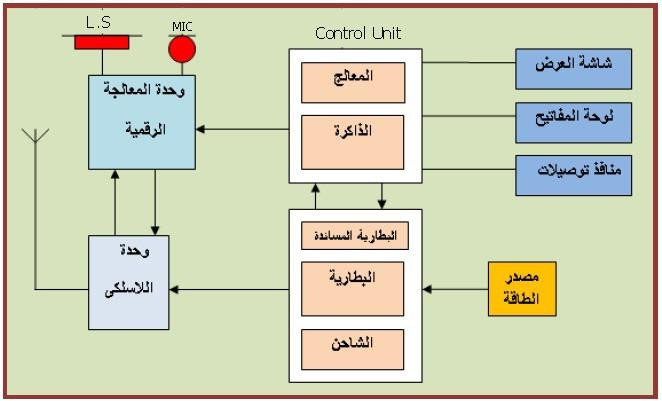 L.S
MIC
Control Unit
وحدة المعالجة
الرقمية
المعالج
الذاكرة
شاشة العرض
لوحة المفاتيح
منافذ توصيلات
وحدة
اللاسلكى
البطارية المساندة
البطارية
الشاحن
مصدر
الطاقة